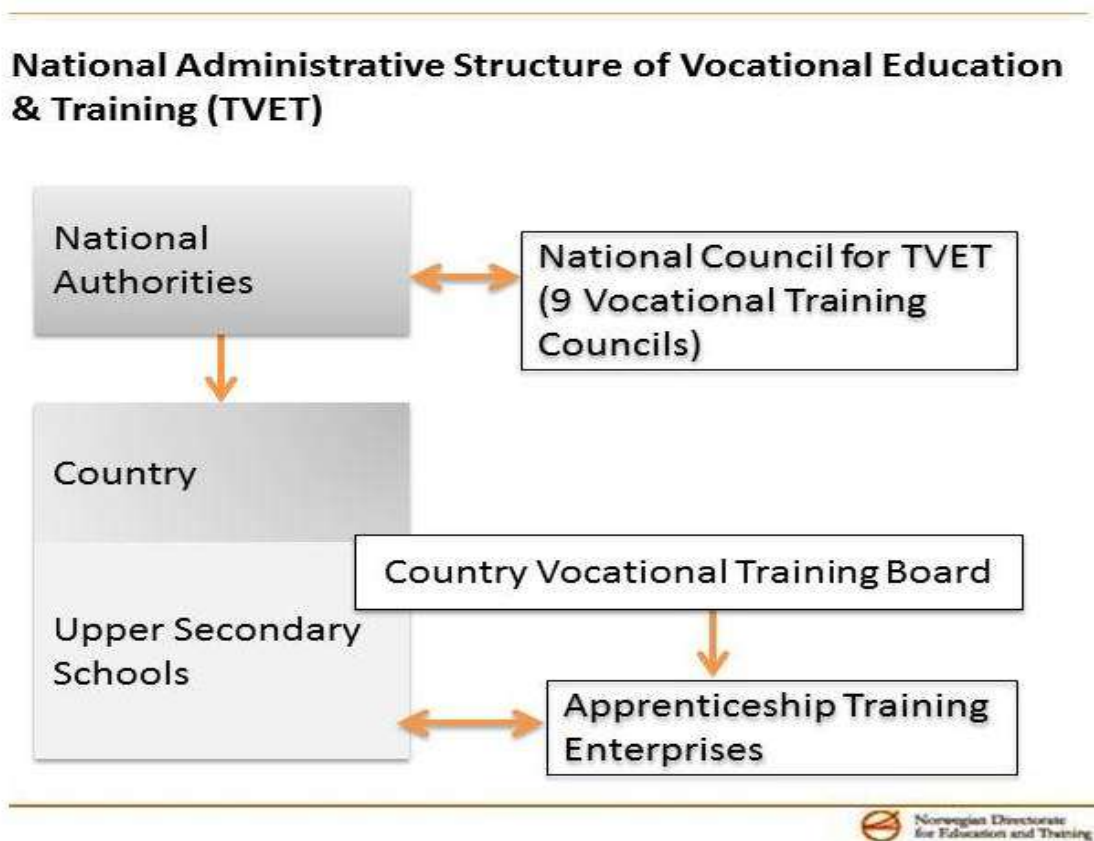 National Administrative Structure of Vocational Education
& Training (TVET)
National
Authorities
National Council for TVET
(9 Vocational Training
Councils)
Country
Country Vocational Training Board
Upper Secondary
Schools
Apprenticeship Training
Enterprises
Norwegian Directorate
for Education and Training